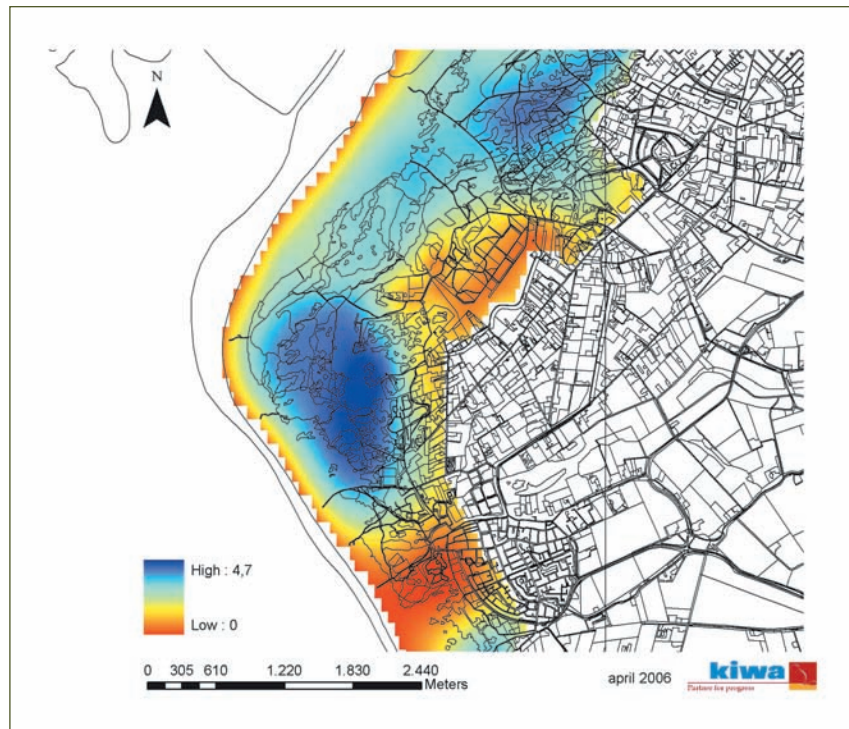 N
High : 4,7
Low : 0
0 305 610 1.220 1.830 2.440
Meters
april 2006
kiwa
Partner for progress